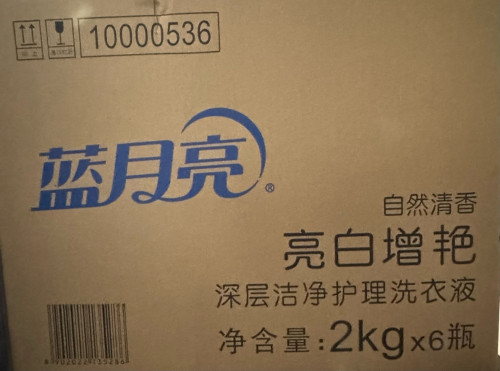 10000536
蓝月亮®
自然清香
亮白增艳
深层洁净护理洗衣液
净含量:2kg×6瓶